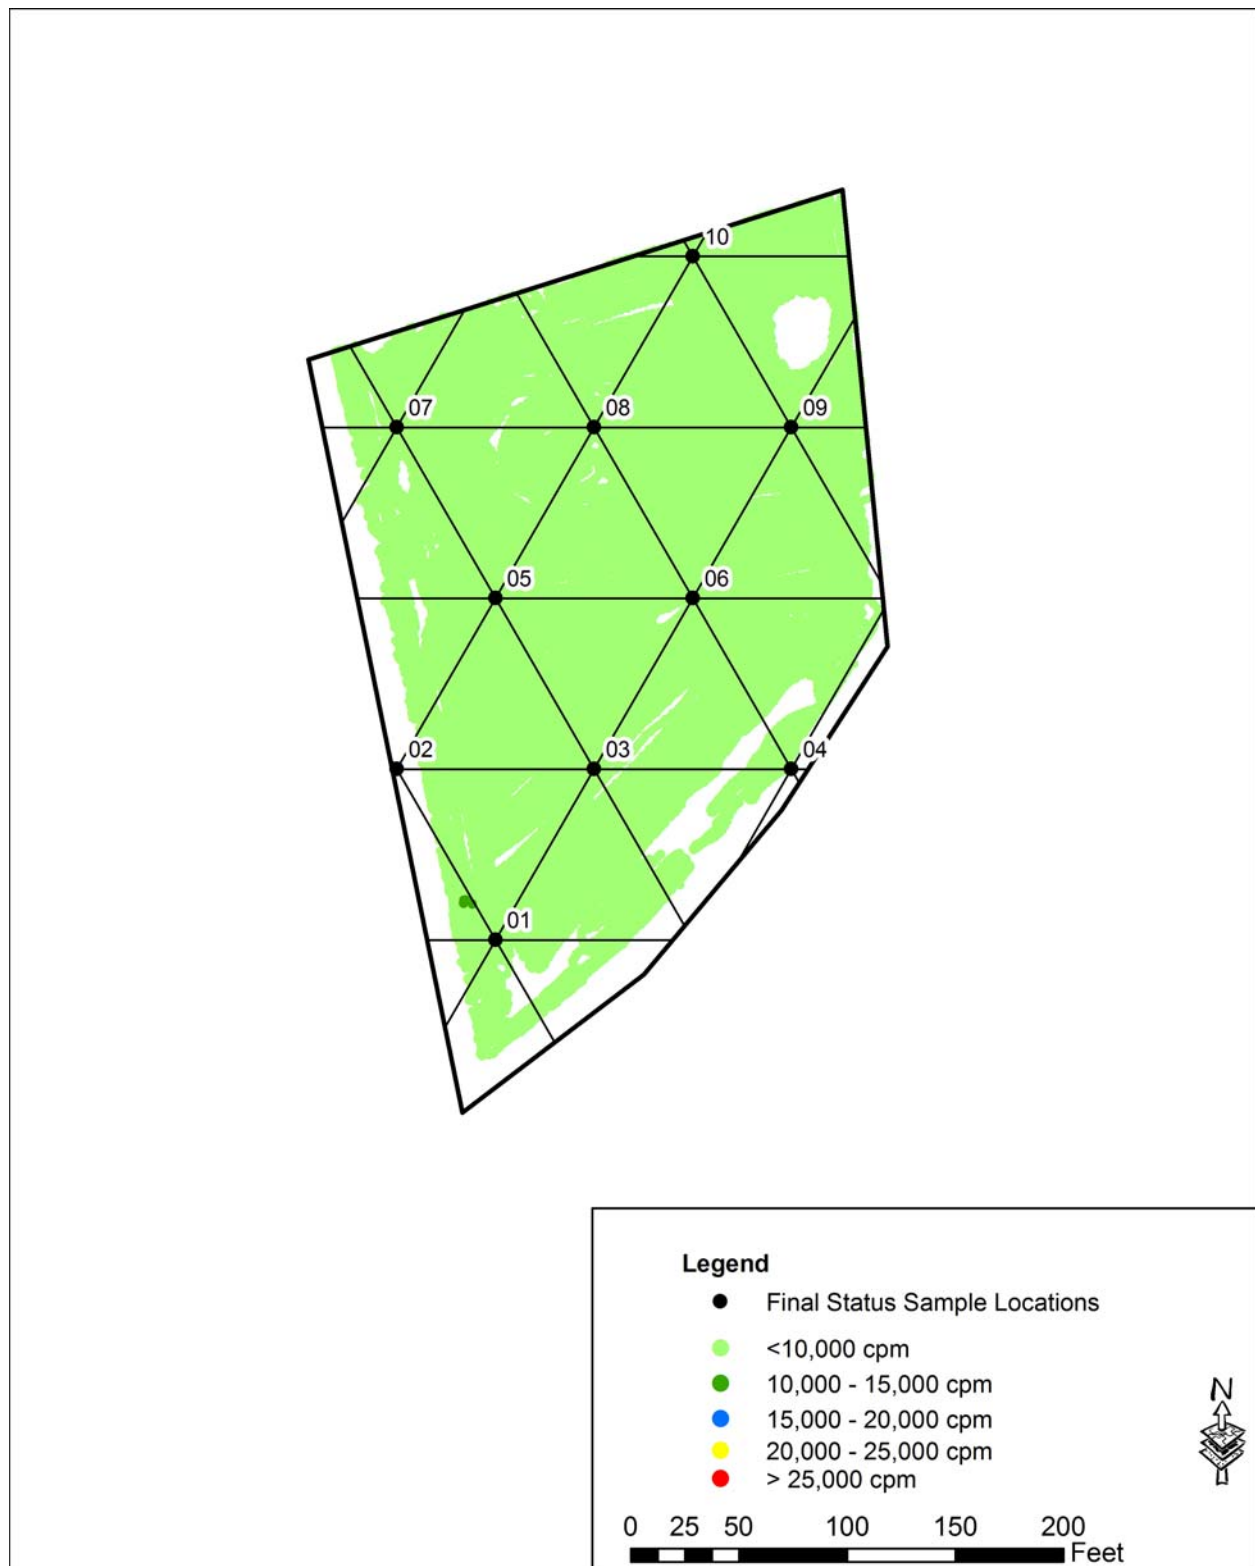 10
07
08
09
05
06
02
03
04
01
Legend
Final Status Sample Locations
<10,000 cpm
10,000 - 15,000 cpm
15,000 - 20,000 cpm
20,000 - 25,000 cpm
> 25,000 cpm
N
0 25 50 100 150 200
Feet